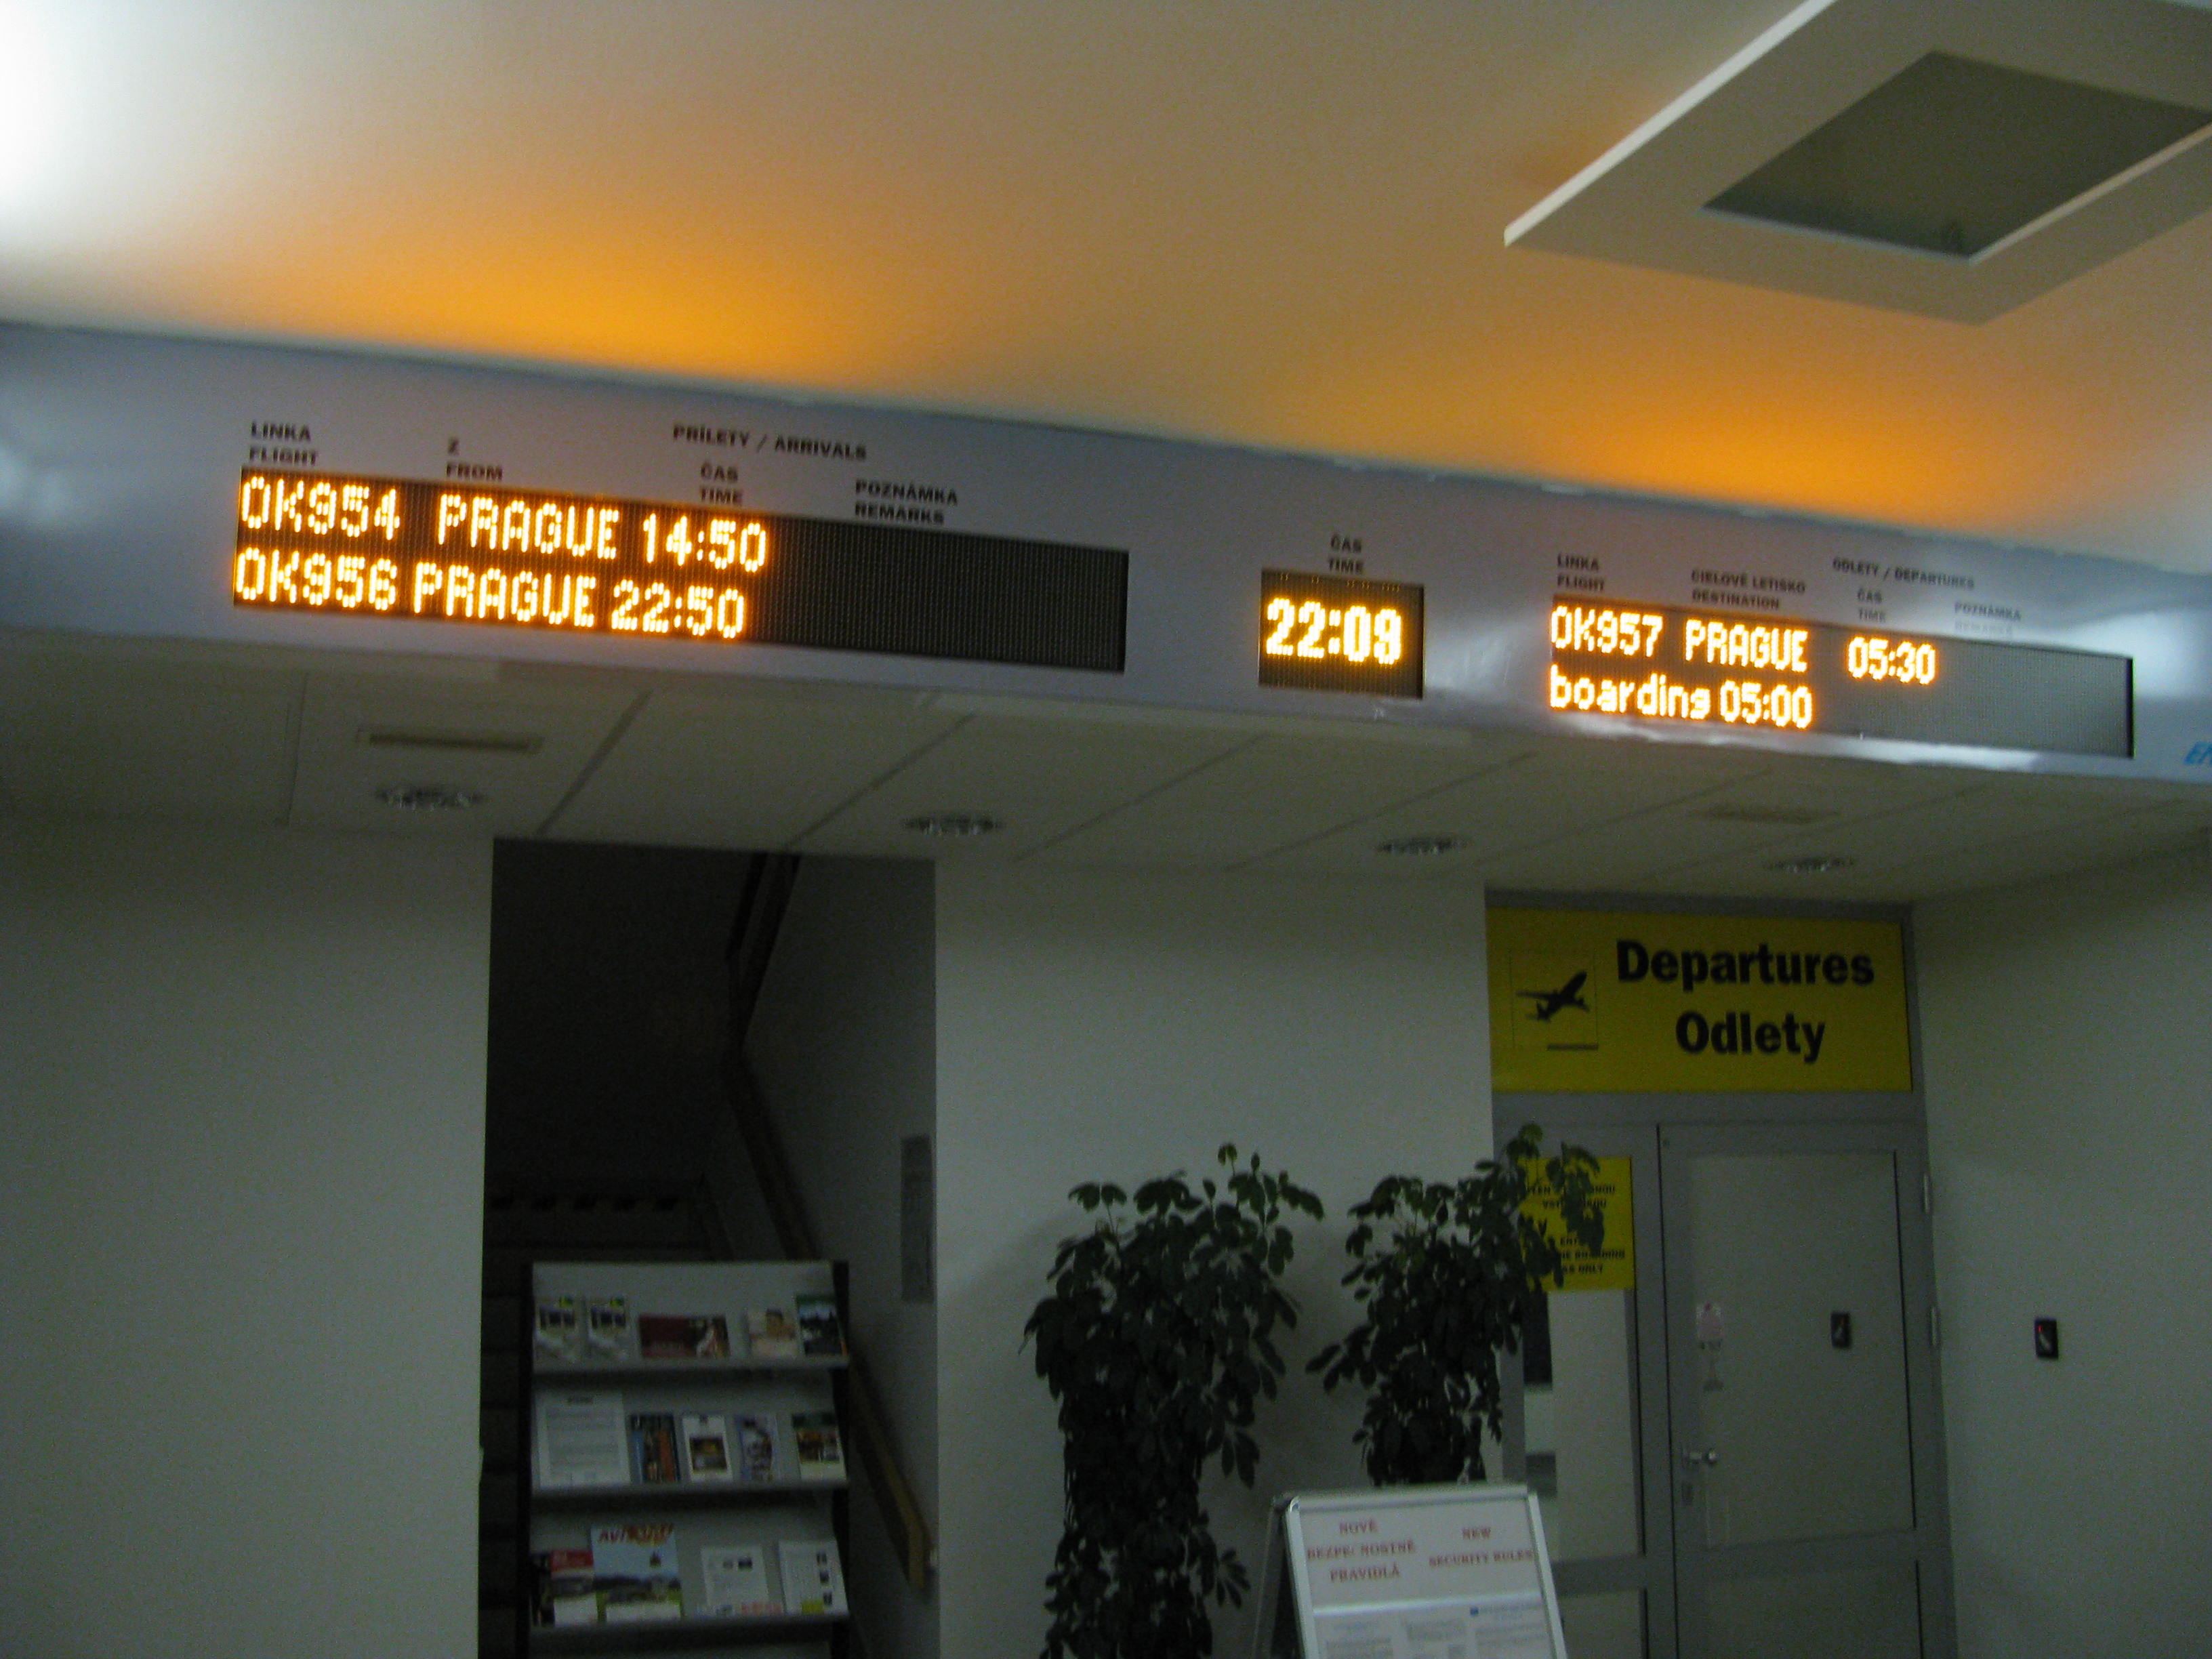 PRÍLETY / ARRIVALS
LINKA Z ČAS POZNÁMKA
FLIGHT FROM TIME REMARKS
OK954 PRAGUE 14:50
OK956 PRAGUE 22:50
ČAS
TIME
22:09
ODLETY / DEPARTURES
LINKA CIEĽOVÉ LETISKO ČAS POZNÁMKA
FLIGHT DESTINATION TIME REMARKS
OK957 PRAGUE 05:30
boarding 05:00
Departures
Odlety
ONLY
NOVÉ
BEZPEČNOSTNÉ
PRAVIDLÁ
NEW
SECURITY RULES